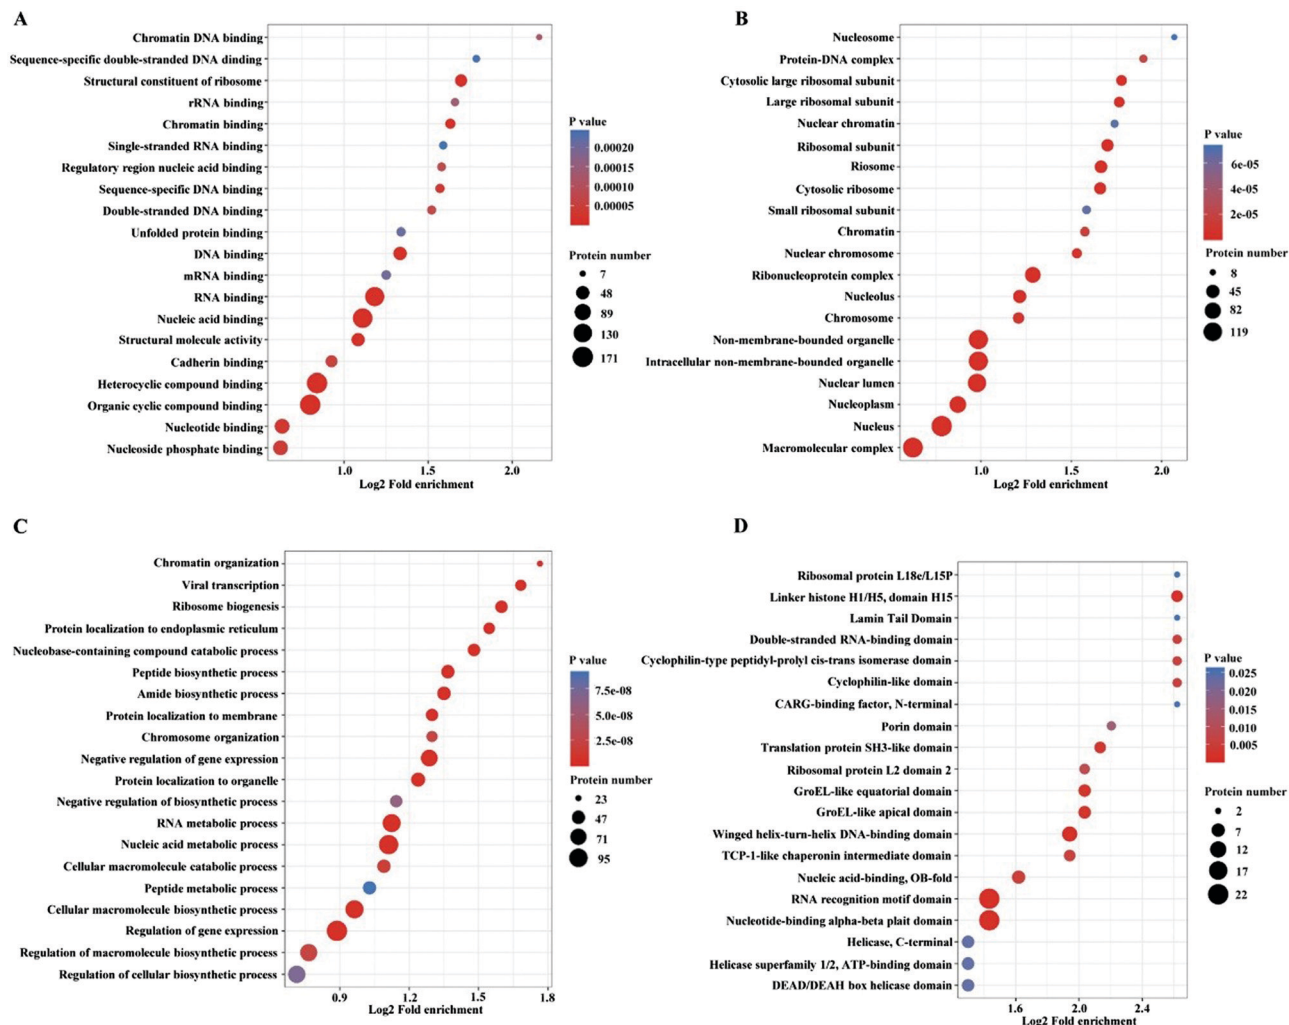 A
Chromatin DNA binding
Sequence-specific double-stranded DNA dinding
Structural constituent of ribosome
rRNA binding
Chromatin binding
Single-stranded RNA binding
Regulatory region nucleic acid binding
Sequence-specific DNA binding
Double-stranded DNA binding
Unfolded protein binding
DNA binding
mRNA binding
RNA binding
Nucleic acid binding
Structural molecule activity
Cadherin binding
Heterocyclic compound binding
Organic cyclic compound binding
Nucleotide binding
Nucleoside phosphate binding
1.0 1.5 2.0
Log2 Fold enrichment
P value
0.00020
0.00015
0.00010
0.00005
Protein number
7
48
89
130
171
B
Nucleosome
Protein-DNA complex
Cytosolic large ribosomal subunit
Large ribosomal subunit
Nuclear chromatin
Ribosomal subunit
Riosome
Cytosolic ribosome
Small ribosomal subunit
Chromatin
Nuclear chromosome
Ribonucleoprotein complex
Nucleolus
Chromosome
Non-membrane-bounded organelle
Intracellular non-membrane-bounded organelle
Nuclear lumen
Nucleoplasm
Nucleus
Macromolecular complex
1.0 1.5 2.0
Log2 Fold enrichment
P value
6e-05
4e-05
2e-05
Protein number
8
45
82
119
C
Chromatin organization
Viral transcription
Ribosome biogenesis
Protein localization to endoplasmic reticulum
Nucleobase-containing compound catabolic process
Peptide biosynthetic process
Amide biosynthetic process
Protein localization to membrane
Chromosome organization
Negative regulation of gene expression
Protein localization to organelle
Negative regulation of biosynthetic process
RNA metabolic process
Nucleic acid metabolic process
Cellular macromolecule catabolic process
Peptide metabolic process
Cellular macromolecule biosynthetic process
Regulation of gene expression
Regulation of macromolecule biosynthetic process
Regulation of cellular biosynthetic process
0.9 1.2 1.5 1.8
Log2 Fold enrichment
P value
7.5e-08
5.0e-08
2.5e-08
Protein number
23
47
71
95
D
Ribosomal protein L18e/L15P
Linker histone H1/H5, domain H15
Lamin Tail Domain
Double-stranded RNA-binding domain
Cyclophilin-type peptidyl-prolyl cis-trans isomerase domain
Cyclophilin-like domain
CARG-binding factor, N-terminal
Porin domain
Translation protein SH3-like domain
Ribosomal protein L2 domain 2
GroEL-like equatorial domain
GroEL-like apical domain
Winged helix-turn-helix DNA-binding domain
TCP-1-like chaperonin intermediate domain
Nucleic acid-binding, OB-fold
RNA recognition motif domain
Nucleotide-binding alpha-beta plait domain
Helicase, C-terminal
Helicase superfamily 1/2, ATP-binding domain
DEAD/DEAH box helicase domain
1.6 2.0 2.4
Log2 Fold enrichment
P value
0.025
0.020
0.015
0.010
0.005
Protein number
2
7
12
17
22